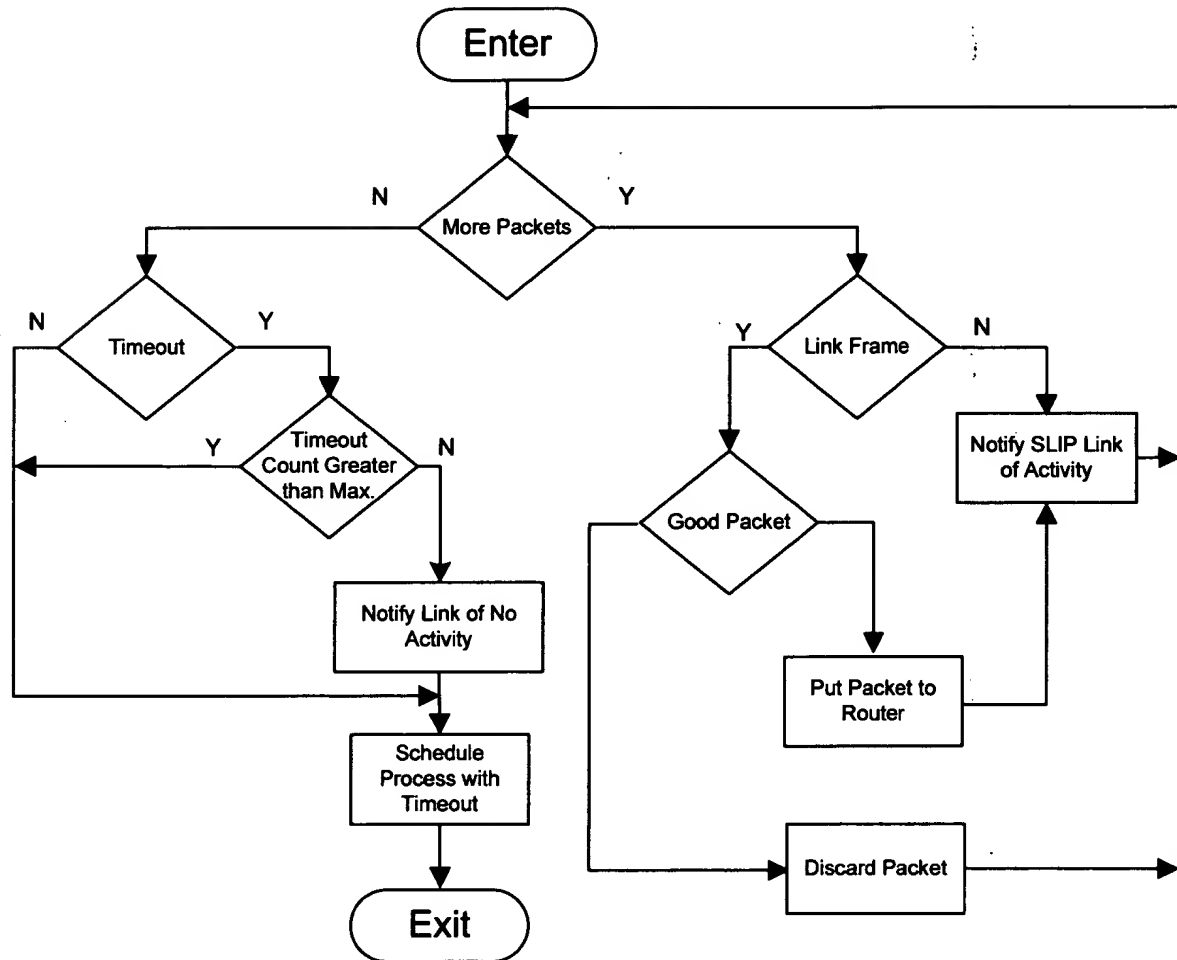 Enter
N
Y
More Packets
N
Y
Timeout
Y
N
Link Frame
Y
N
Timeout
Count Greater
than Max.
Notify SLIP Link
of Activity
Good Packet
Notify Link of No
Activity
Put Packet to
Router
Schedule
Process with
Timeout
Discard Packet
Exit